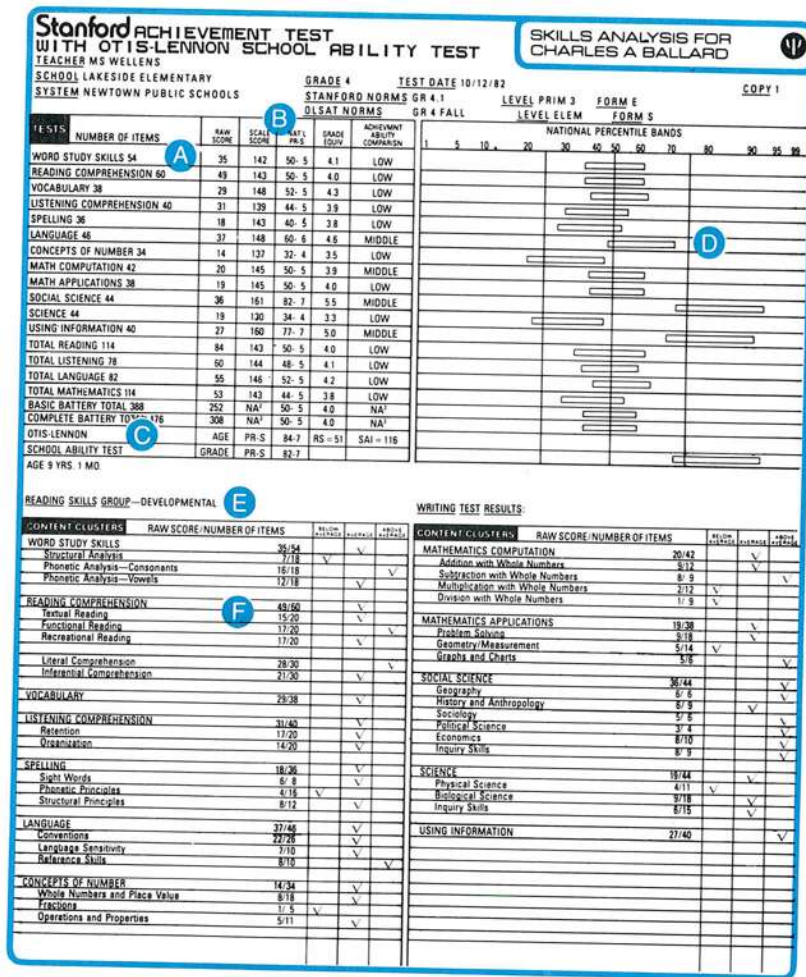 Stanford ACHIEVEMENT TEST
WITH OTIS-LENNON SCHOOL ABILITY TEST
SKILLS ANALYSIS FOR
CHARLES A BALLARD
TEACHER MS WELLENS
SCHOOL LAKESIDE ELEMENTARY GRADE 4 TEST DATE 10/12/82 COPY 1
SYSTEM NEWTOWN PUBLIC SCHOOLS STANFORD NORMS GR 4.1 LEVEL PRIM 3 FORM E
OLSAT NORMS GR 4 FALL LEVEL ELEM FORM S
B
TESTS NUMBER OF ITEMS RAW SCORE SCALE SCORE NAT'L PR-S GRADE EQUIV ACHIEVMNT ABILITY COMPARISN NATIONAL PERCENTILE BANDS
1 5 10 20 30 40 50 60 70 80 90 95 99
A
WORD STUDY SKILLS 54 35 142 50- 5 4.1 LOW
READING COMPREHENSION 60 49 143 50- 5 4.0 LOW
VOCABULARY 38 29 148 52- 5 4.3 LOW
LISTENING COMPREHENSION 40 31 139 44- 5 3.9 LOW
SPELLING 36 18 143 40- 5 3.8 LOW
LANGUAGE 46 37 148 60- 6 4.6 MIDDLE
D
CONCEPTS OF NUMBER 34 14 137 32- 4 3.5 LOW
MATH COMPUTATION 42 20 145 50- 5 3.9 LOW
MATH APPLICATIONS 38 19 145 50- 5 4.0 LOW
SOCIAL SCIENCE 44 36 161 82- 7 5.5 MIDDLE
SCIENCE 44 19 130 34- 4 3.3 LOW
USING INFORMATION 40 27 160 77- 7 5.0 MIDDLE
TOTAL READING 114 84 143 50- 5 4.0 LOW
TOTAL LISTENING 78 60 144 48- 5 4.1 LOW
TOTAL LANGUAGE 82 55 146 52- 5 4.2 LOW
TOTAL MATHEMATICS 114 53 143 44- 5 3.8 LOW
BASIC BATTERY TOTAL 388 252 NA² 50- 5 4.0 NA²
COMPLETE BATTERY 308 NA² 50- 5 4.0 NA²
C
OTIS-LENNON AGE PR-S 84-7 RS = 51 SAI = 116
SCHOOL ABILITY TEST GRADE PR-S 82-7
AGE 9 YRS. 1 MO.
READING SKILLS GROUP—DEVELOPMENTAL E
WRITING TEST RESULTS:
CONTENT CLUSTERS RAW SCORE/NUMBER OF ITEMS BELOW AVERAGE AVERAGE ABOVE AVERAGE
WORD STUDY SKILLS 35/54 √
Structural Analysis 7/18 √
Phonetic Analysis—Consonants 16/18 √
Phonetic Analysis—Vowels 12/18 √
READING COMPREHENSION F 49/60 √
Textual Reading 15/20 √
Functional Reading 17/20 √
Recreational Reading 17/20 √
Literal Comprehension 28/30 √
Inferential Comprehension 21/30 √
VOCABULARY 29/38 √
LISTENING COMPREHENSION 31/40 √
Retention 17/20 √
Organization 14/20 √
SPELLING 18/36 √
Sight Words 6/ 8 √
Phonetic Principles 4/16 √
Structural Principles 8/12 √
LANGUAGE 37/46 √
Conventions 22/26 √
Language Sensitivity 7/10 √
Reference Skills 8/10 √
CONCEPTS OF NUMBER 14/34 √
Whole Numbers and Place Value 8/18 √
Fractions 1/ 5 √
Operations and Properties 5/11 √
CONTENT CLUSTERS RAW SCORE/NUMBER OF ITEMS BELOW AVERAGE AVERAGE ABOVE AVERAGE
MATHEMATICS COMPUTATION 20/42 √
Addition with Whole Numbers 9/12 √
Subtraction with Whole Numbers 8/ 9 √
Multiplication with Whole Numbers 2/12 √
Division with Whole Numbers 1/ 9 √
MATHEMATICS APPLICATIONS 19/38 √
Problem Solving 9/18 √
Geometry/Measurement 5/14 √
Graphs and Charts 5/6 √
SOCIAL SCIENCE 36/44 √
Geography 6/ 6 √
History and Anthropology 6/ 9 √
Sociology 5/ 6 √
Political Science 3/ 4 √
Economics 8/10 √
Inquiry Skills 8/ 9 √
SCIENCE 19/44 √
Physical Science 4/11 √
Biological Science 9/18 √
Inquiry Skills 6/15 √
USING INFORMATION 27/40 √